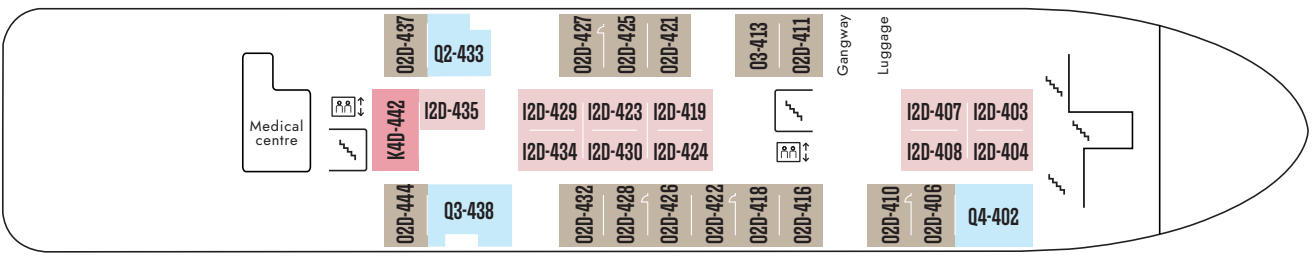 O2D-437
Q2-433
O2D-427
O2D-425
O2D-421
O3-413
O2D-411
Gangway
Luggage
Medical
centre
K4D-442
I2D-435
I2D-429
I2D-423
I2D-419
I2D-434
I2D-430
I2D-424
I2D-407
I2D-403
I2D-408
I2D-404
O2D-444
Q3-438
O2D-432
O2D-428
O2D-426
O2D-422
O2D-418
O2D-416
O2D-410
O2D-406
Q4-402